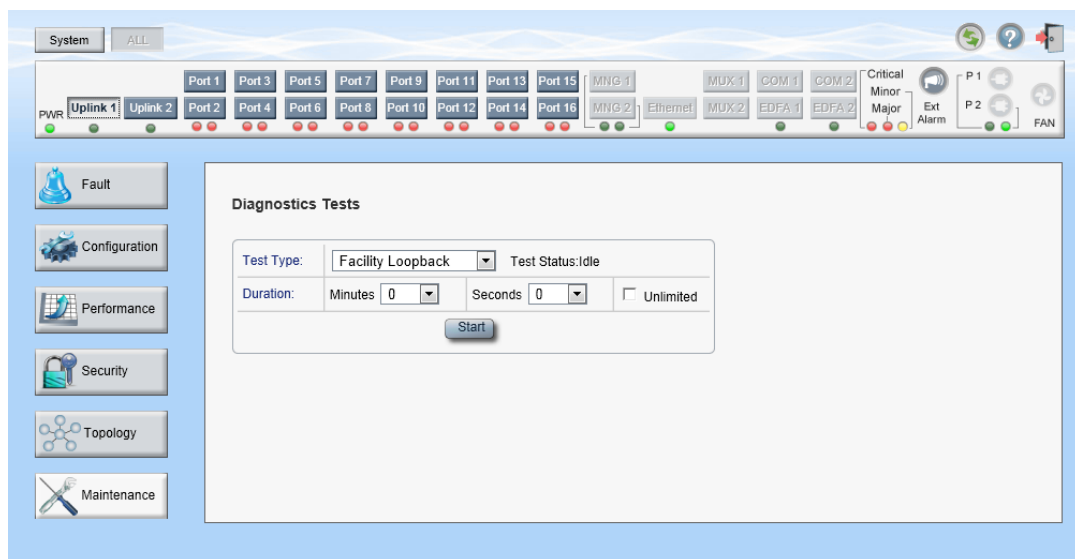 System ALL
Port 1 Port 3 Port 5 Port 7 Port 9 Port 11 Port 13 Port 15 MNG 1 MUX 1 COM 1 COM 2 Critical P 1
Minor
PWR Uplink 1 Uplink 2 Port 2 Port 4 Port 6 Port 8 Port 10 Port 12 Port 14 Port 16 MNG 2 Ethernet MUX 2 EDFA 1 EDFA 2 Major Ext P 2
Alarm FAN
Fault
Configuration
Performance
Security
Topology
Maintenance
Diagnostics Tests
Test Type: Facility Loopback Test Status:Idle
Duration: Minutes 0 Seconds 0 Unlimited
Start